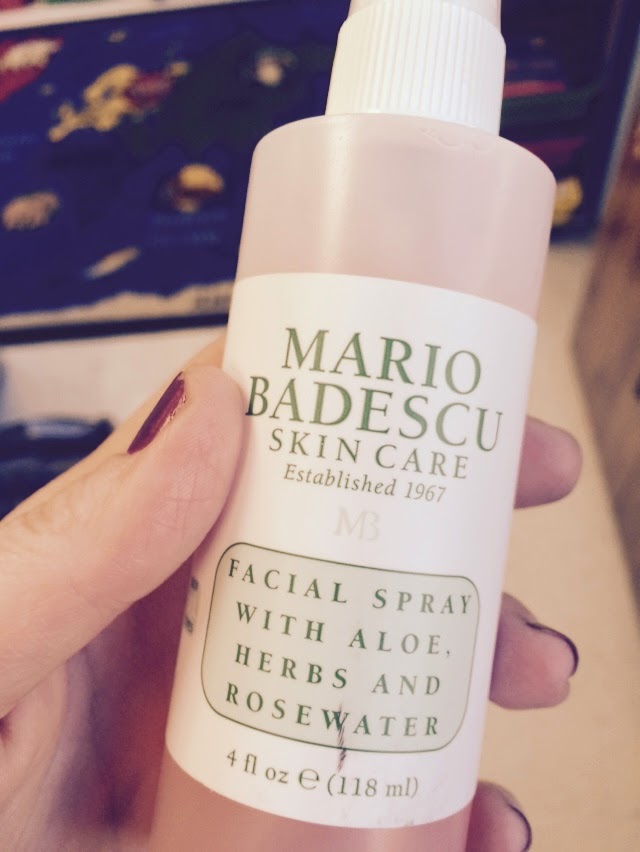 MARIO
BADESCU
SKIN CARE
Established 1967
MB
FACIAL SPRAY
WITH ALOE,
HERBS AND
ROSEWATER
4 fl oz ℮ (118 ml)